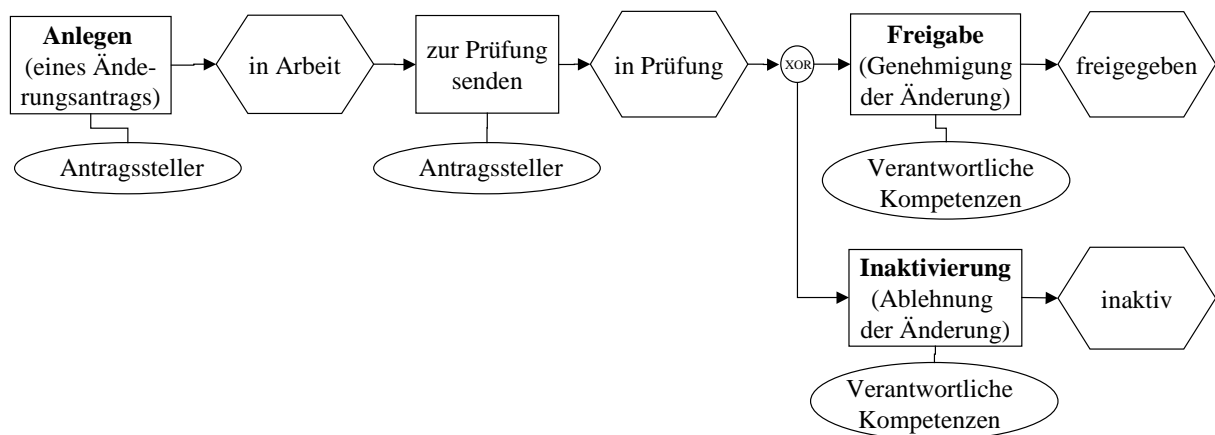 Anlegen
(eines Ände-
rungsantrags)
Antragssteller
in Arbeit
zur Prüfung
senden
Antragssteller
in Prüfung
XOR
Freigabe
(Genehmigung
der Änderung)
Verantwortliche
Kompetenzen
freigegeben
Inaktivierung
(Ablehnung
der Änderung)
Verantwortliche
Kompetenzen
inaktiv